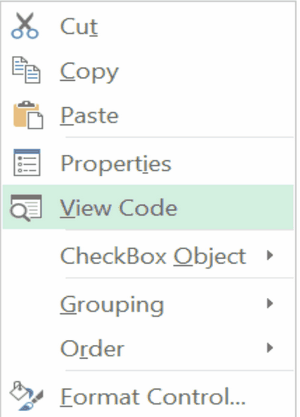 Cut
Copy
Paste
Properties
View Code
CheckBox Object
Grouping
Order
Format Control...